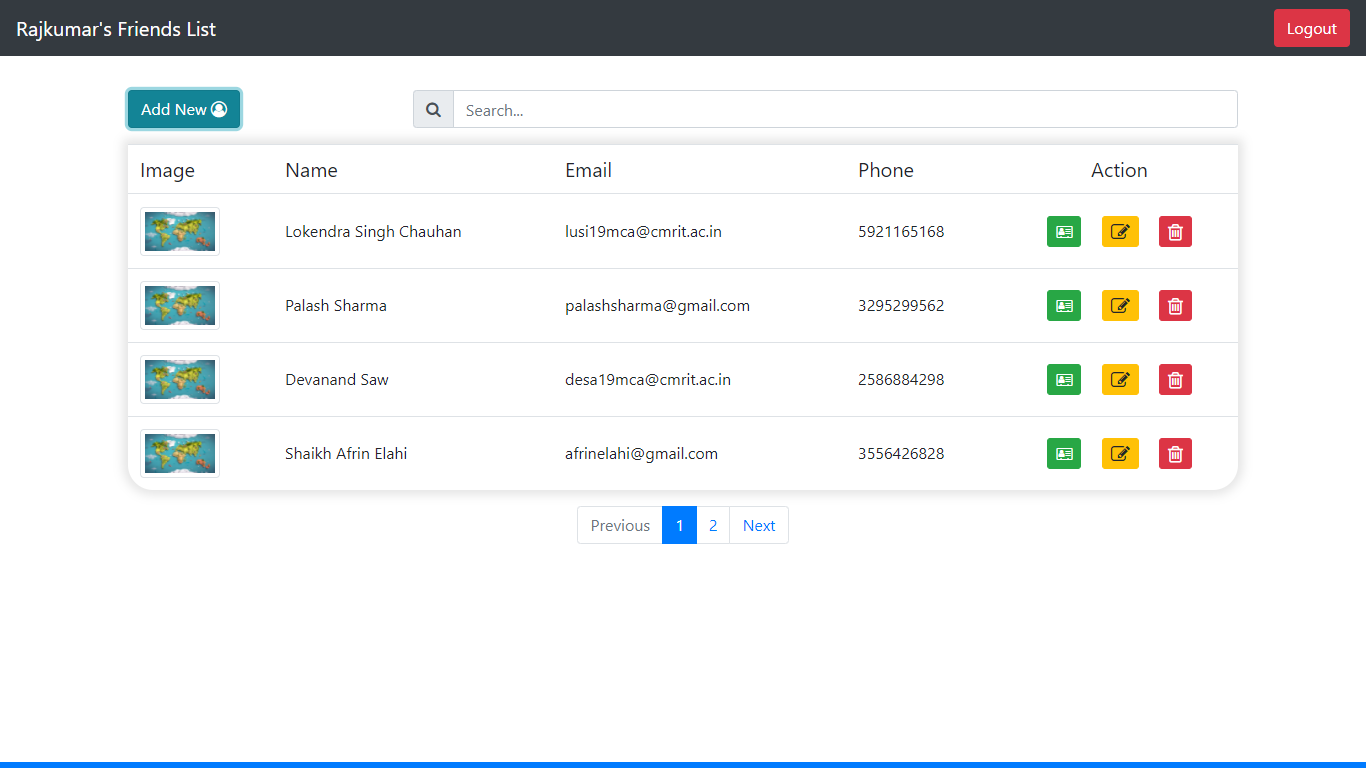 Rajkumar's Friends List Logout
Add New Search...
Image Name Email Phone Action
Lokendra Singh Chauhan lusi19mca@cmrit.ac.in 5921165168
Palash Sharma palashsharma@gmail.com 3295299562
Devanand Saw desa19mca@cmrit.ac.in 2586884298
Shaikh Afrin Elahi afrinelahi@gmail.com 3556426828
Previous 1 2 Next